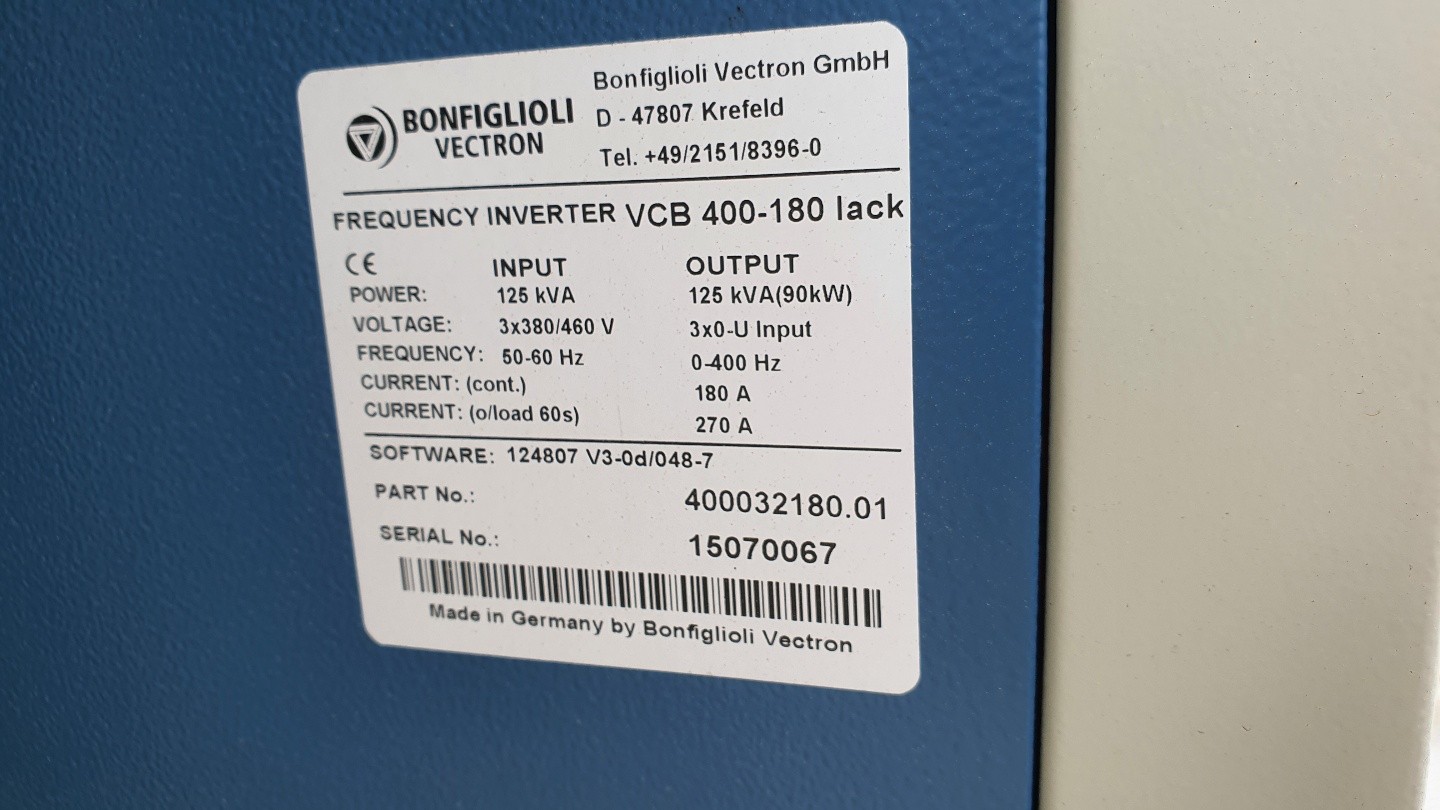 BONFIGLIOLI
VECTRON
Bonfiglioli Vectron GmbH
D - 47807 Krefeld
Tel. +49/2151/8396-0
FREQUENCY INVERTER VCB 400-180 lack
CE INPUT OUTPUT
POWER: 125 kVA 125 kVA(90kW)
VOLTAGE: 3x380/460 V 3x0-U Input
FREQUENCY: 50-60 Hz 0-400 Hz
CURRENT: (cont.) 180 A
CURRENT: (o/load 60s) 270 A
SOFTWARE: 124807 V3-0d/048-7
PART No.: 400032180.01
SERIAL No.: 15070067
Made in Germany by Bonfiglioli Vectron